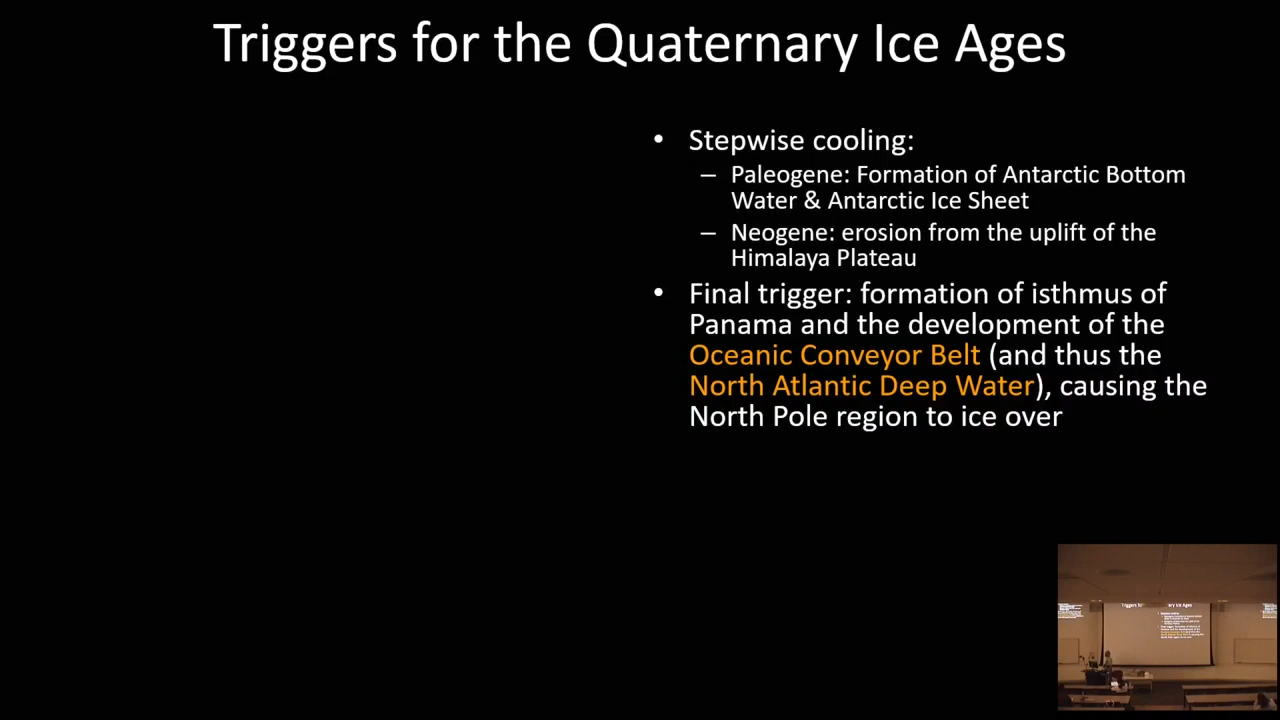 Triggers for the Quaternary Ice Ages
• Stepwise cooling:
– Paleogene: Formation of Antarctic Bottom
Water & Antarctic Ice Sheet
– Neogene: erosion from the uplift of the
Himalaya Plateau
• Final trigger: formation of isthmus of
Panama and the development of the
Oceanic Conveyor Belt (and thus the
North Atlantic Deep Water), causing the
North Pole region to ice over